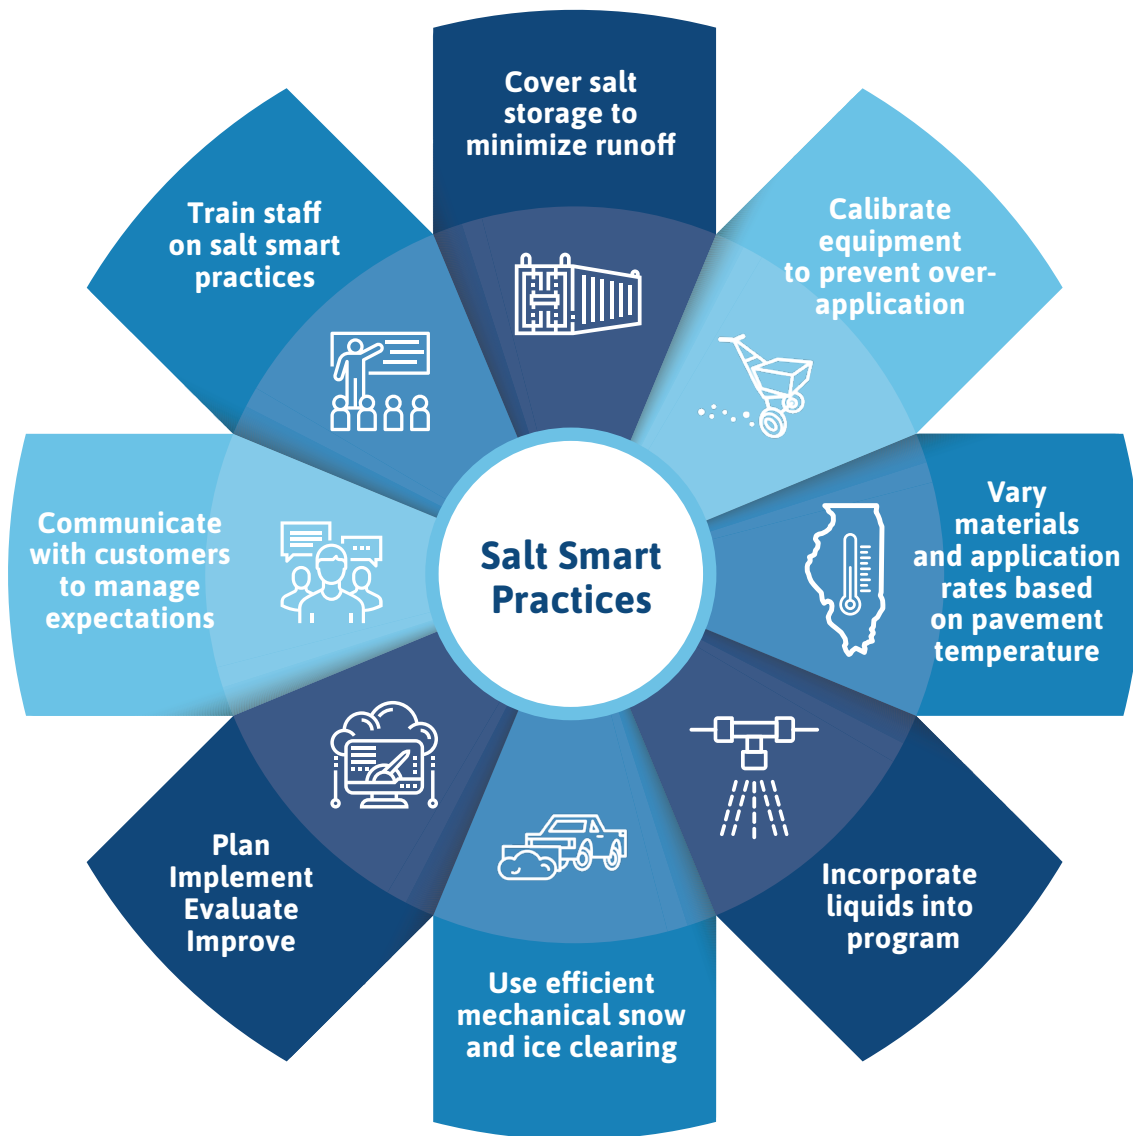 Cover salt
storage to
minimize runoff
Calibrate
equipment
to prevent over-
application
Vary
materials
and application
rates based
on pavement
temperature
Incorporate
liquids into
program
Use efficient
mechanical snow
and ice clearing
Plan
Implement
Evaluate
Improve
Communicate
with customers
to manage
expectations
Train staff
on salt smart
practices
Salt Smart
Practices